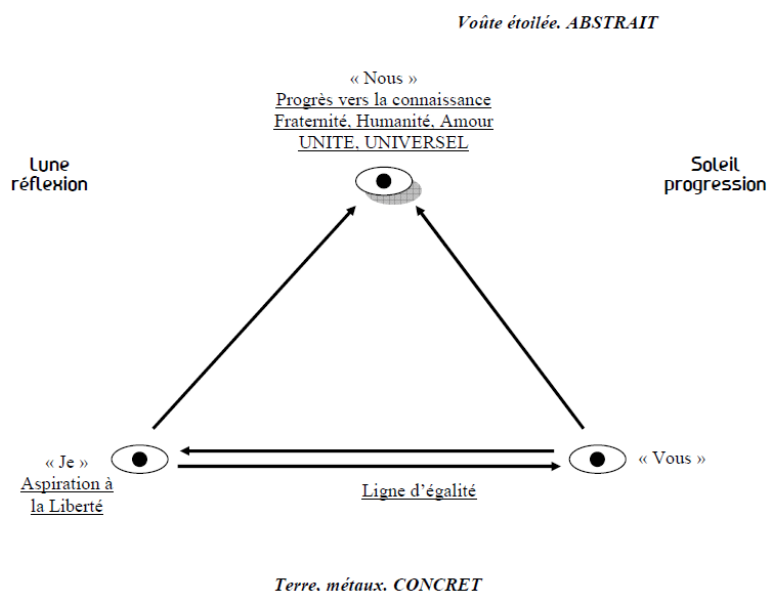 Voûte étoilée. ABSTRAIT
« Nous »
Progrès vers la connaissance
Fraternité, Humanité, Amour
UNITE, UNIVERSEL
Lune
réflexion
Soleil
progression
« Je »
Aspiration à
la Liberté
Ligne d’égalité
« Vous »
Terre, métaux. CONCRET